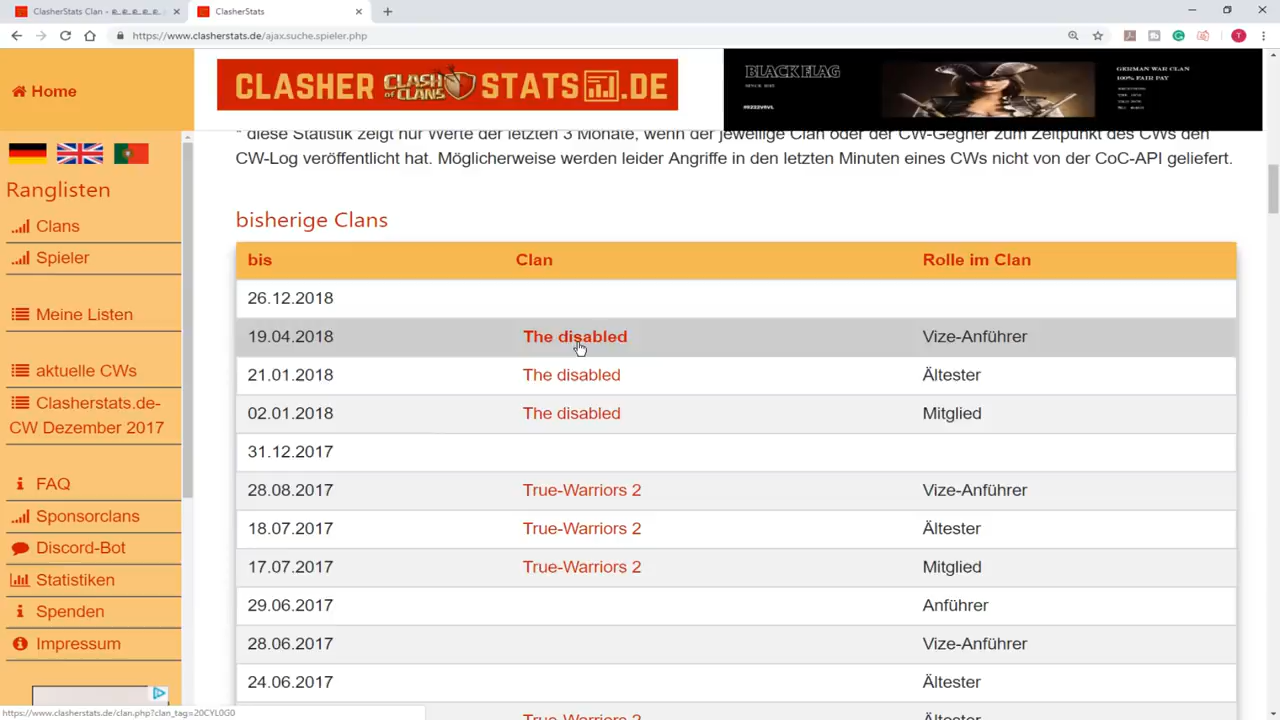 ClasherStats Clan -
ClasherStats
https://www.clasherstats.de/ajax.suche.spieler.php
Home
CLASHER CLASH OF CLANS STATS .DE
BLACK FLAG
GERMAN WAR CLAN
100% FAIR PAY
Ranglisten
Clans
Spieler
Meine Listen
aktuelle CWs
Clasherstats.de-
CW Dezember 2017
FAQ
Sponsorclans
Discord-Bot
Statistiken
Spenden
Impressum
* diese Statistik zeigt nur Werte der letzten 3 Monate, wenn der jeweilige Clan oder der CW-Gegner zum Zeitpunkt des CWs den
CW-Log veröffentlicht hat. Möglicherweise werden leider Angriffe in den letzten Minuten eines CWs nicht von der CoC-API geliefert.
bisherige Clans
bis Clan Rolle im Clan
26.12.2018
19.04.2018 The disabled Vize-Anführer
21.01.2018 The disabled Ältester
02.01.2018 The disabled Mitglied
31.12.2017
28.08.2017 True-Warriors 2 Vize-Anführer
18.07.2017 True-Warriors 2 Ältester
17.07.2017 True-Warriors 2 Mitglied
29.06.2017 Anführer
28.06.2017 Vize-Anführer
24.06.2017 Ältester
True-Warriors 2
https://www.clasherstats.de/clan.php?clan_tag=20CYL0G0